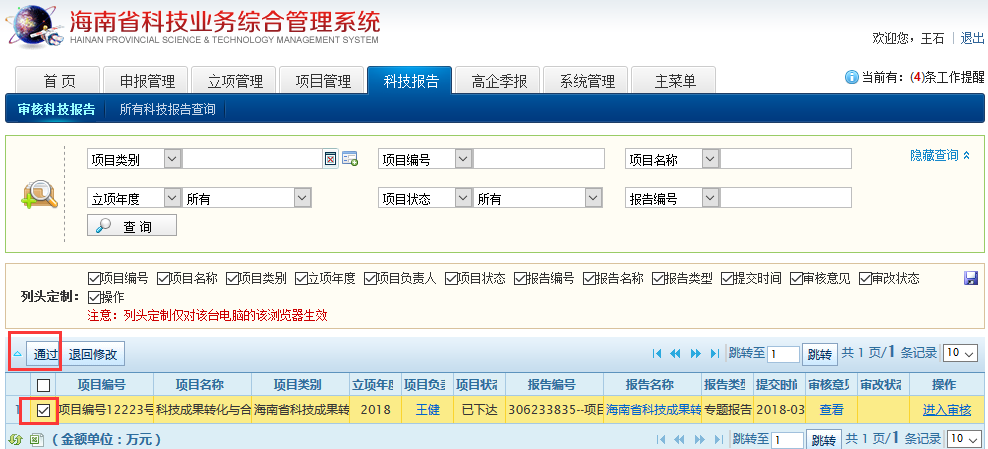 海南省科技业务综合管理系统
HAINAN PROVINCIAL SCIENCE & TECHNOLOGY MANAGEMENT SYSTEM
欢迎您，王石 | 退出
首 页 申报管理 立项管理 项目管理 科技报告 高企季报 系统管理 主菜单 当前有：(4)条工作提醒
审核科技报告 所有科技报告查询
项目类别 项目编号 项目名称 隐藏查询
立项年度 所有 项目状态 所有 报告编号
查 询
列头定制： 项目编号 项目名称 项目类别 立项年度 项目负责人 项目状态 报告编号 报告名称 报告类型 提交时间 审核意见 审改状态
操作
注意：列头定制仅对该台电脑的该浏览器生效
通过 退回修改 跳转至 1 跳转 共 1 页/1 条记录 10
项目编号 项目名称 项目类别 立项年度 项目负责 项目状态 报告编号 报告名称 报告类型 提交时间 审核意见 审改状态 操作
1 项目编号12223号 科技成果转化与合 海南省科技成果转 2018 王健 已下达 306233835--项目 海南省科技成果转 专题报告 2018-03 查看 进入审核
（金额单位：万元） 跳转至 1 跳转 共 1 页/1 条记录 10